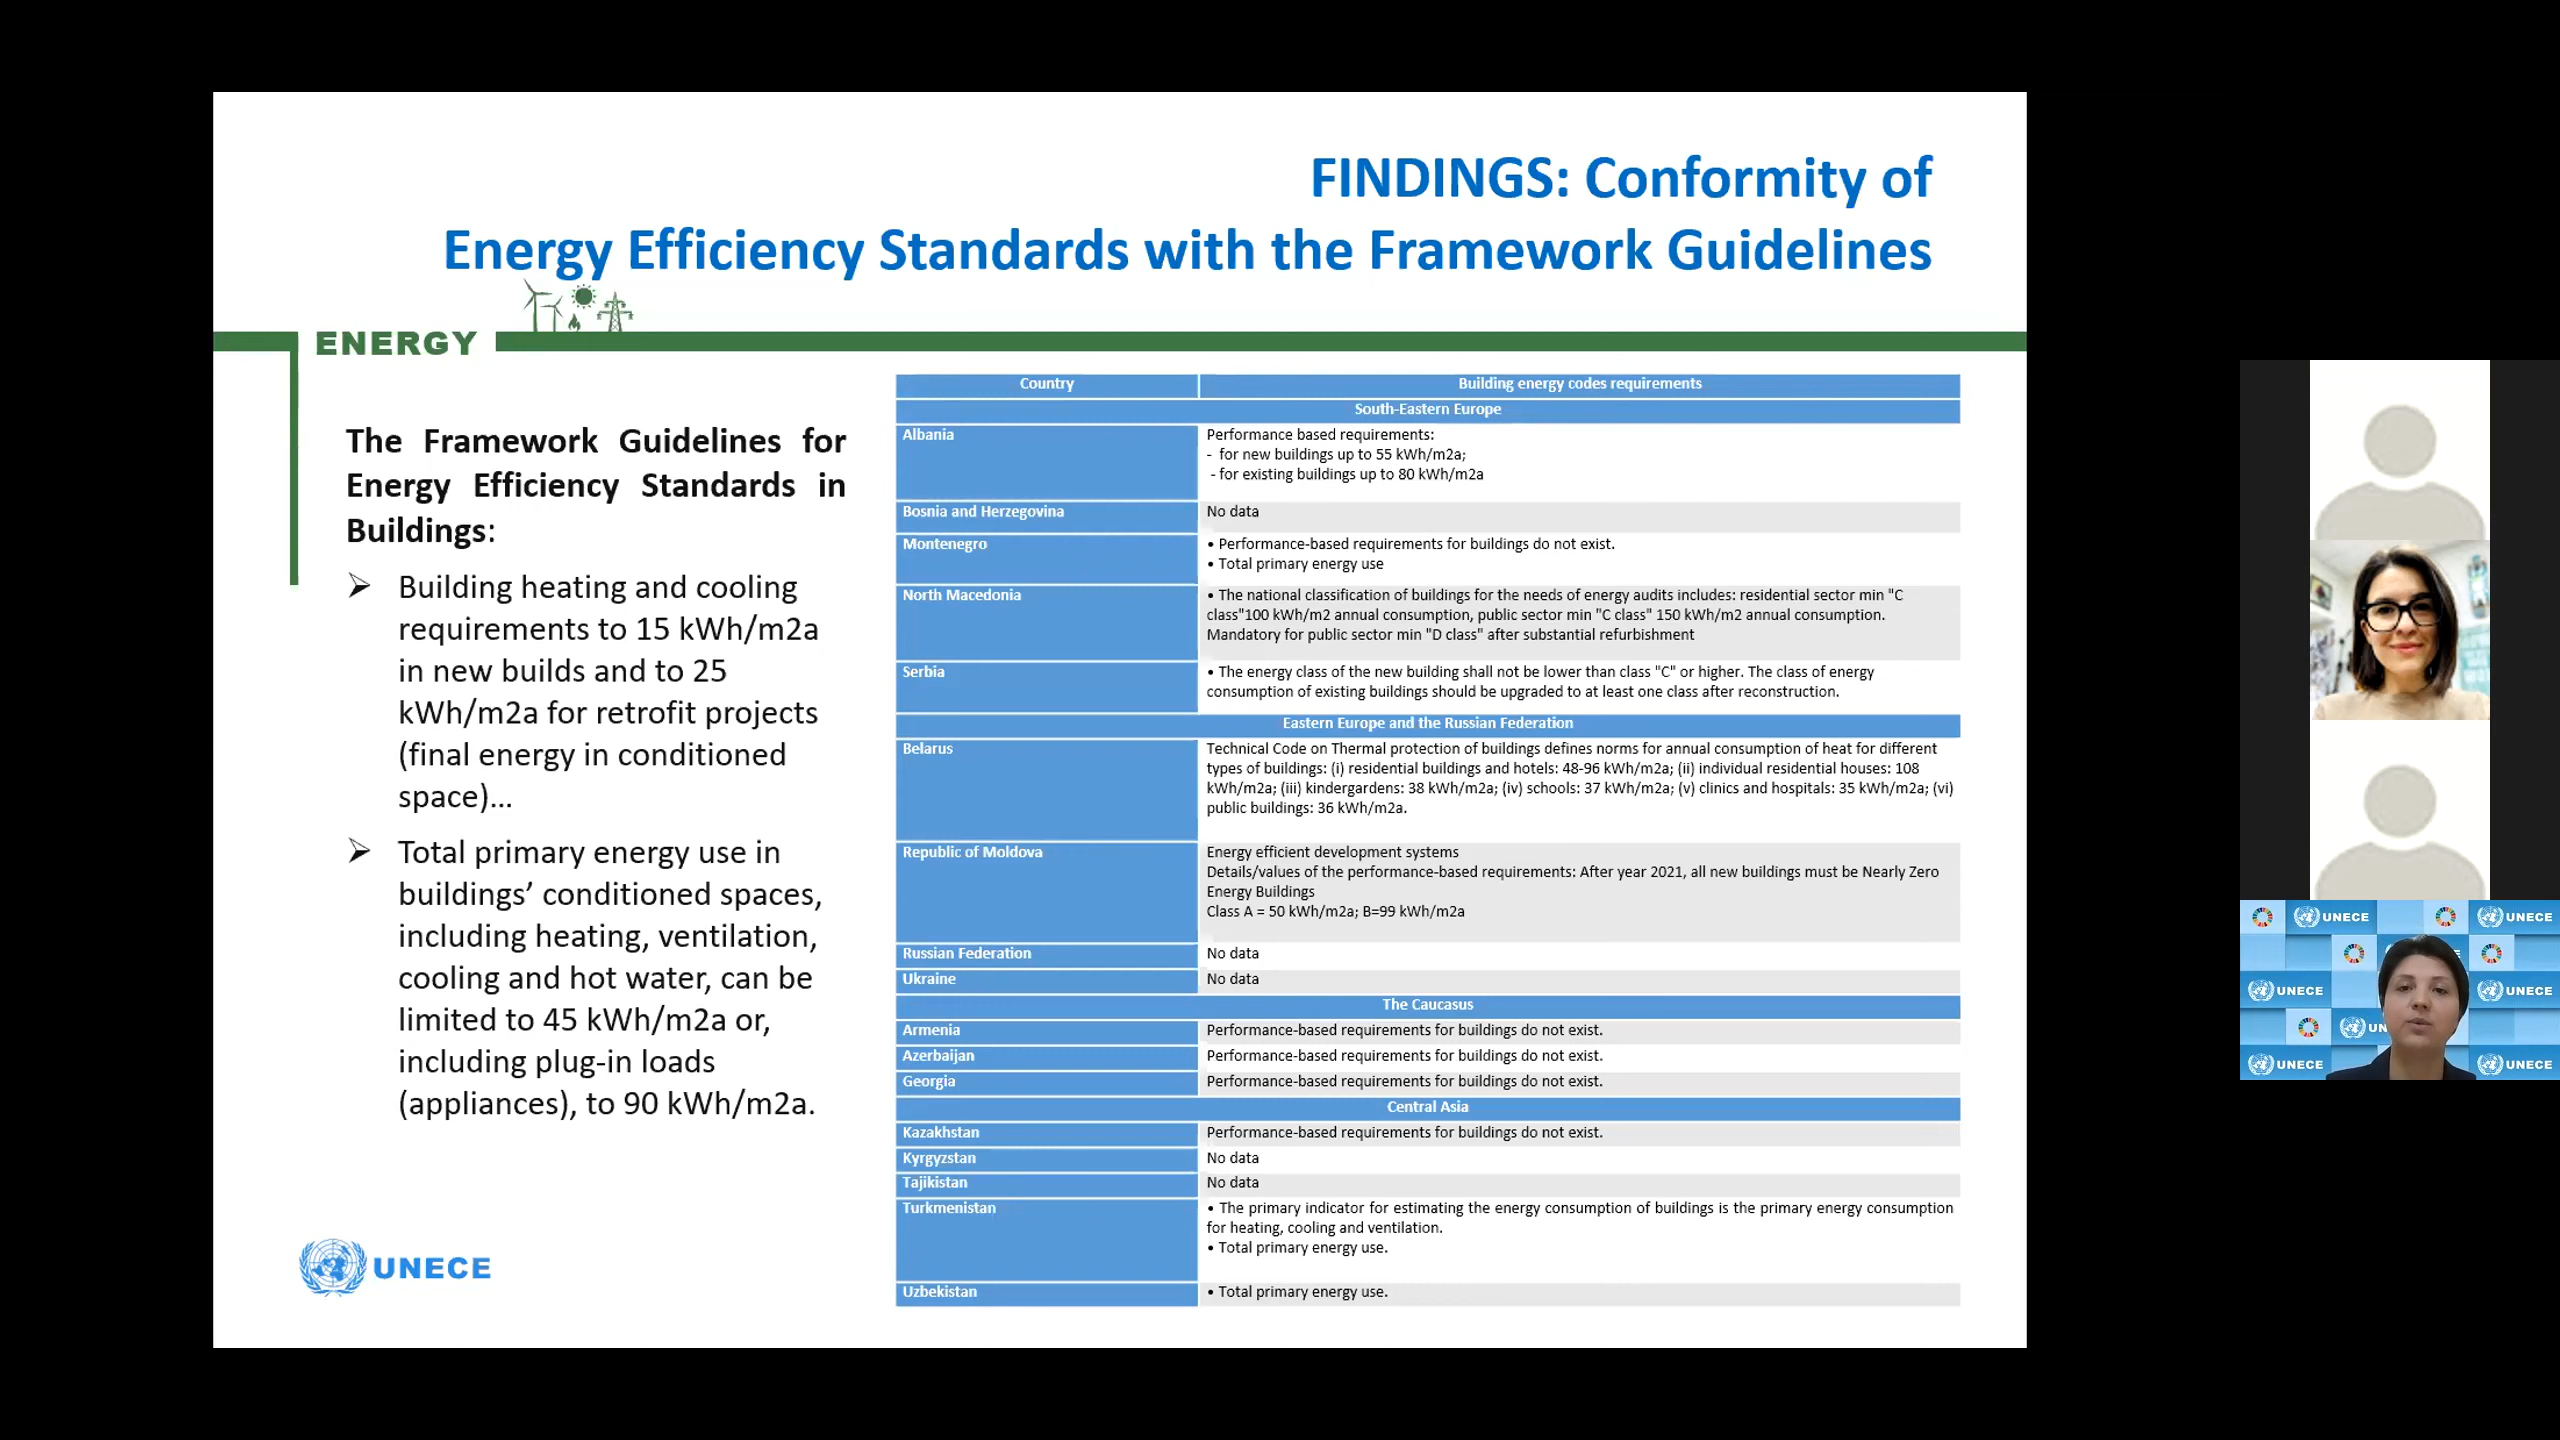 FINDINGS: Conformity of
Energy Efficiency Standards with the Framework Guidelines
ENERGY
The Framework Guidelines for
Energy Efficiency Standards in
Buildings:
➢ Building heating and cooling
requirements to 15 kWh/m2a
in new builds and to 25
kWh/m2a for retrofit projects
(final energy in conditioned
space)...
➢ Total primary energy use in
buildings’ conditioned spaces,
including heating, ventilation,
cooling and hot water, can be
limited to 45 kWh/m2a or,
including plug-in loads
(appliances), to 90 kWh/m2a.
UNECE
Country Building energy codes requirements
South-Eastern Europe
Albania Performance based requirements:
- for new buildings up to 55 kWh/m2a;
- for existing buildings up to 80 kWh/m2a
Bosnia and Herzegovina No data
Montenegro • Performance-based requirements for buildings do not exist.
• Total primary energy use
North Macedonia • The national classification of buildings for the needs of energy audits includes: residential sector min "C
class"100 kWh/m2 annual consumption, public sector min "C class" 150 kWh/m2 annual consumption.
Mandatory for public sector min "D class" after substantial refurbishment
Serbia • The energy class of the new building shall not be lower than class "C" or higher. The class of energy
consumption of existing buildings should be upgraded to at least one class after reconstruction.
Eastern Europe and the Russian Federation
Belarus Technical Code on Thermal protection of buildings defines norms for annual consumption of heat for different
types of buildings: (i) residential buildings and hotels: 48-96 kWh/m2a; (ii) individual residential houses: 108
kWh/m2a; (iii) kindergardens: 38 kWh/m2a; (iv) schools: 37 kWh/m2a; (v) clinics and hospitals: 35 kWh/m2a; (vi)
public buildings: 36 kWh/m2a.
Republic of Moldova Energy efficient development systems
Details/values of the performance-based requirements: After year 2021, all new buildings must be Nearly Zero
Energy Buildings
Class A = 50 kWh/m2a; B=99 kWh/m2a
Russian Federation No data
Ukraine No data
The Caucasus
Armenia Performance-based requirements for buildings do not exist.
Azerbaijan Performance-based requirements for buildings do not exist.
Georgia Performance-based requirements for buildings do not exist.
Central Asia
Kazakhstan Performance-based requirements for buildings do not exist.
Kyrgyzstan No data
Tajikistan No data
Turkmenistan • The primary indicator for estimating the energy consumption of buildings is the primary energy consumption
for heating, cooling and ventilation.
• Total primary energy use.
Uzbekistan • Total primary energy use.
UNECE UNECE
UNECE UNECE
UN
UNECE UNECE